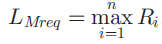 L_{Mreq} = \max_{i=1}^{n} R_i